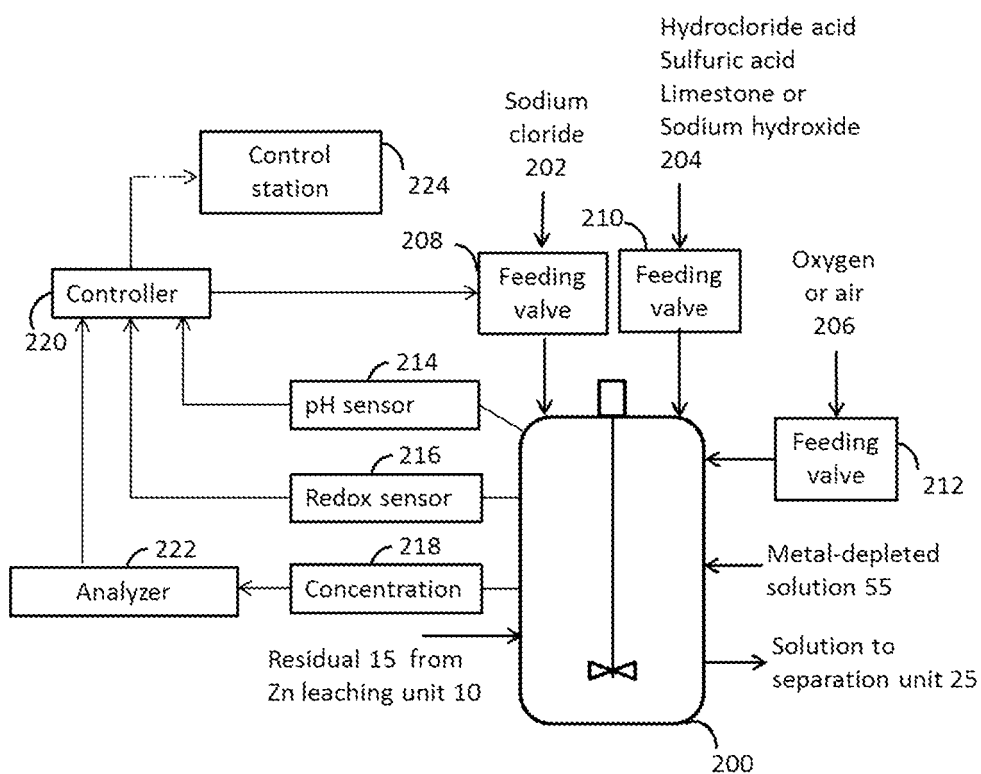 Hydrocloride acid
Sulfuric acid
Limestone or
Sodium hydroxide
204
Sodium
cloride
202
Control
station
224
210
208
Feeding
valve
Feeding
valve
Oxygen
or air
206
Controller
220
214
pH sensor
216
Redox sensor
Feeding
valve
212
222
Analyzer
218
Concentration
Metal-depleted
solution 55
Residual 15 from
Zn leaching unit 10
Solution to
separation unit 25
200